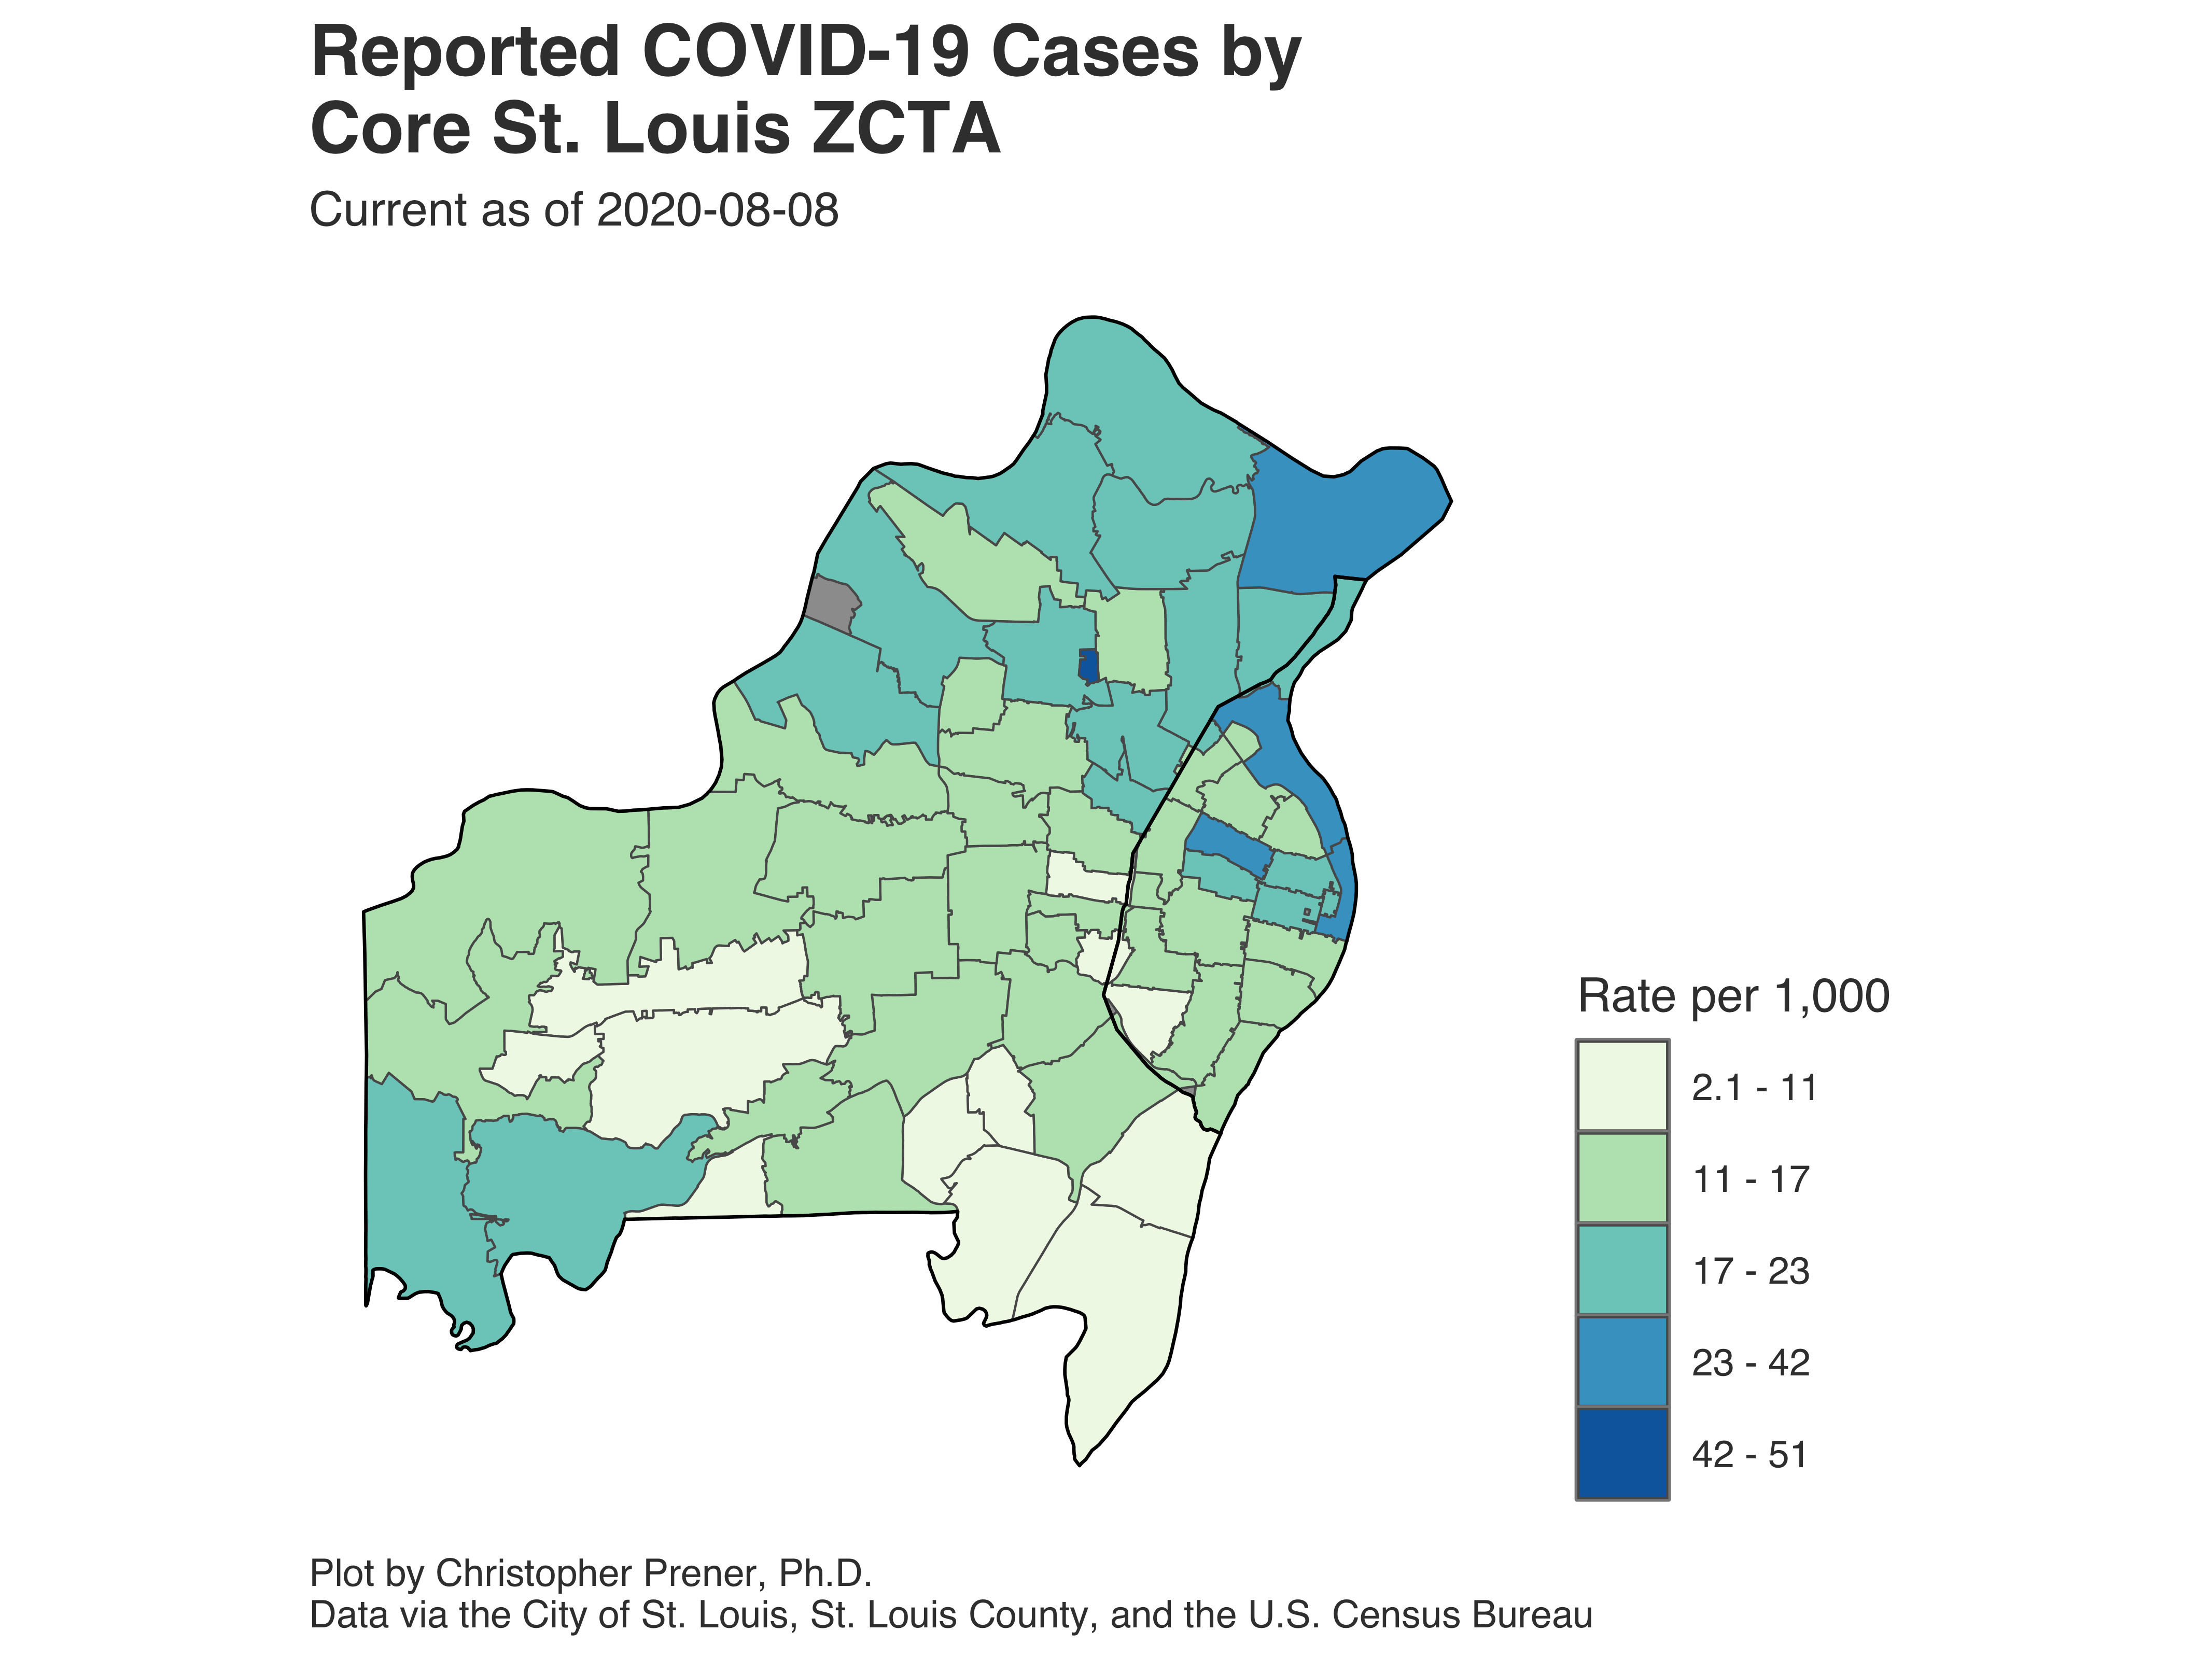 Reported COVID-19 Cases by
Core St. Louis ZCTA
Current as of 2020-08-08
Rate per 1,000
2.1 - 11
11 - 17
17 - 23
23 - 42
42 - 51
Plot by Christopher Prener, Ph.D.
Data via the City of St. Louis, St. Louis County, and the U.S. Census Bureau